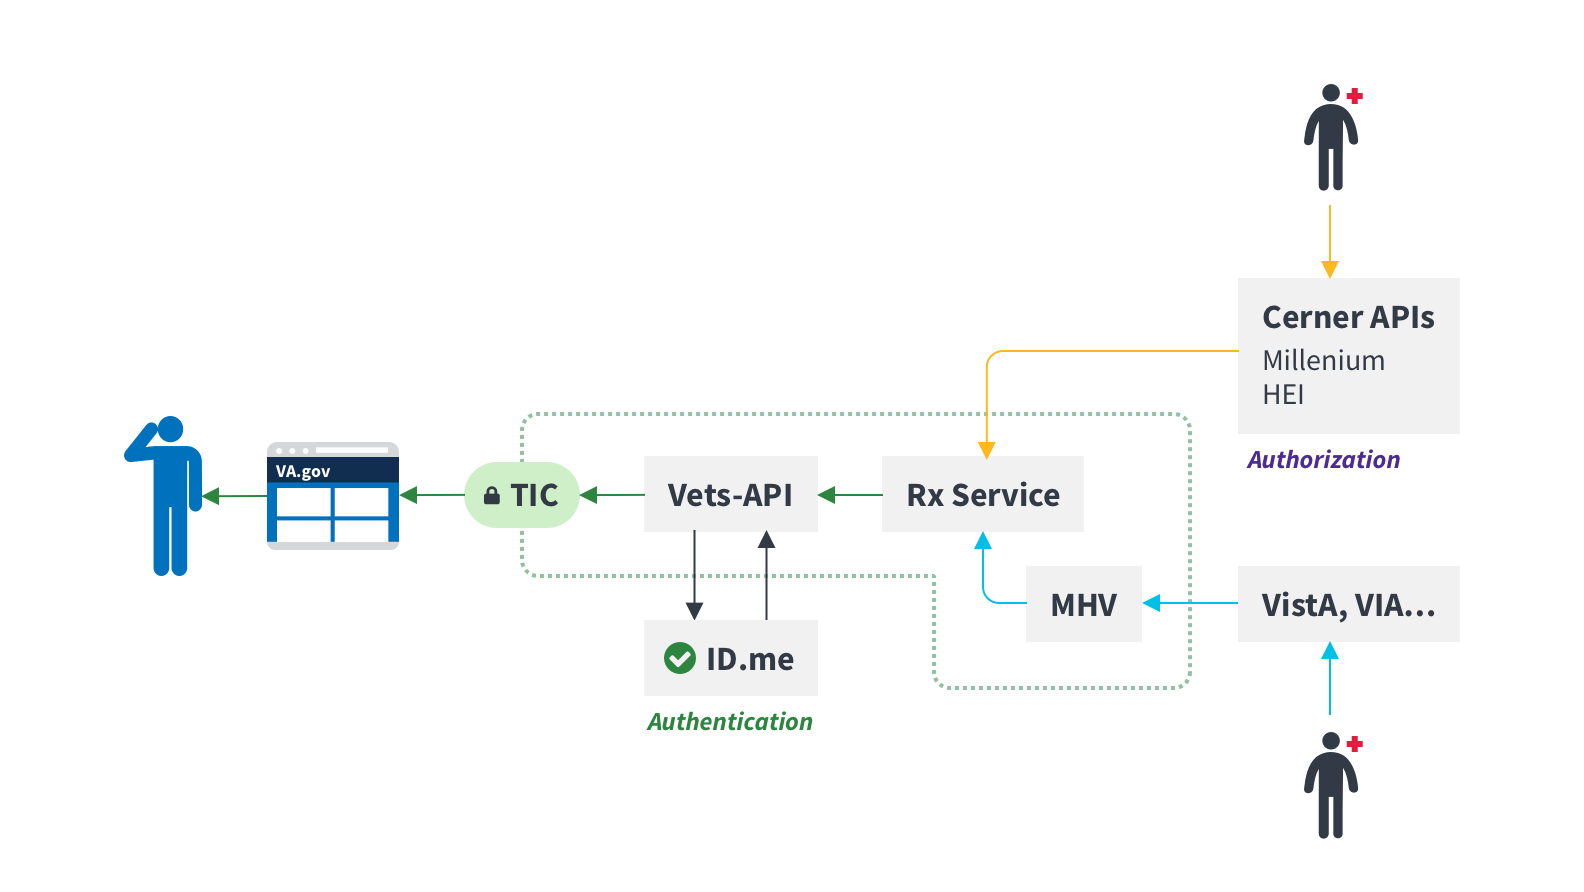 Cerner APIs
Millenium
HEI
Authorization
VA.gov
TIC
Vets-API
Rx Service
MHV
VistA, VIA...
ID.me
Authentication